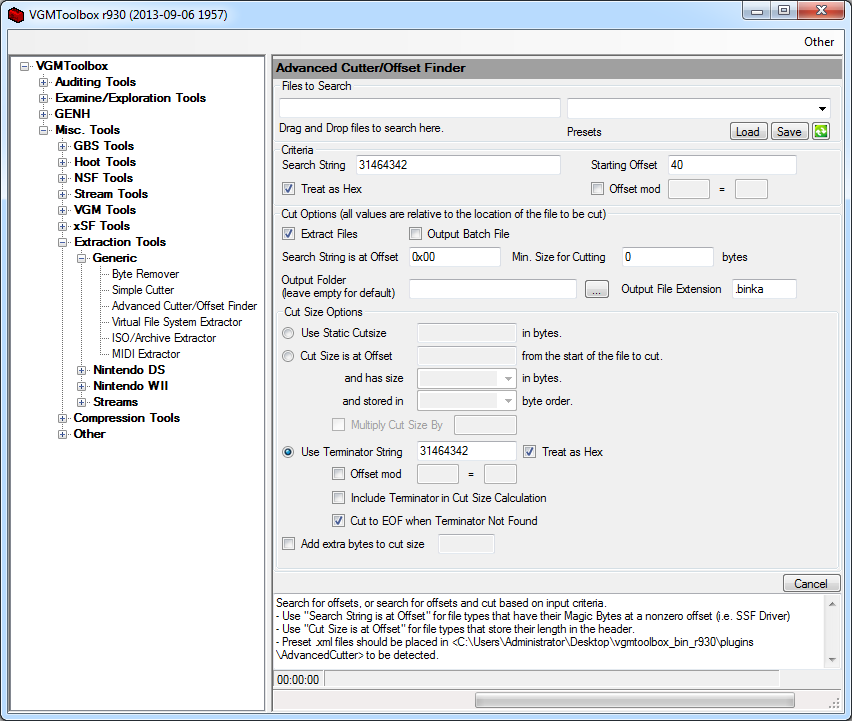 VGMToolbox r930 (2013-09-06 1957)
Other
VGMToolbox
Auditing Tools
Examine/Exploration Tools
GENH
Misc. Tools
GBS Tools
Hoot Tools
NSF Tools
Stream Tools
VGM Tools
xSF Tools
Extraction Tools
Generic
Byte Remover
Simple Cutter
Advanced Cutter/Offset Finder
Virtual File System Extractor
ISO/Archive Extractor
MIDI Extractor
Nintendo DS
Nintendo WII
Streams
Compression Tools
Other
Advanced Cutter/Offset Finder
Files to Search
Drag and Drop files to search here.
Presets
Load
Save
Criteria
Search String 31464342 Starting Offset 40
Treat as Hex Offset mod =
Cut Options (all values are relative to the location of the file to be cut)
Extract Files Output Batch File
Search String is at Offset 0x00 Min. Size for Cutting 0 bytes
Output Folder
(leave empty for default) ... Output File Extension .binka
Cut Size Options
Use Static Cutsize in bytes.
Cut Size is at Offset from the start of the file to cut.
and has size in bytes.
and stored in byte order.
Multiply Cut Size By
Use Terminator String 31464342 Treat as Hex
Offset mod =
Include Terminator in Cut Size Calculation
Cut to EOF when Terminator Not Found
Add extra bytes to cut size
Cancel
Search for offsets, or search for offsets and cut based on input criteria.
- Use "Search String is at Offset" for file types that have their Magic Bytes at a nonzero offset (i.e. SSF Driver)
- Use "Cut Size is at Offset" for file types that store their length in the header.
- Preset .xml files should be placed in <C:\Users\Administrator\Desktop\vgmtoolbox_bin_r930\plugins
\AdvancedCutter> to be detected.
00:00:00